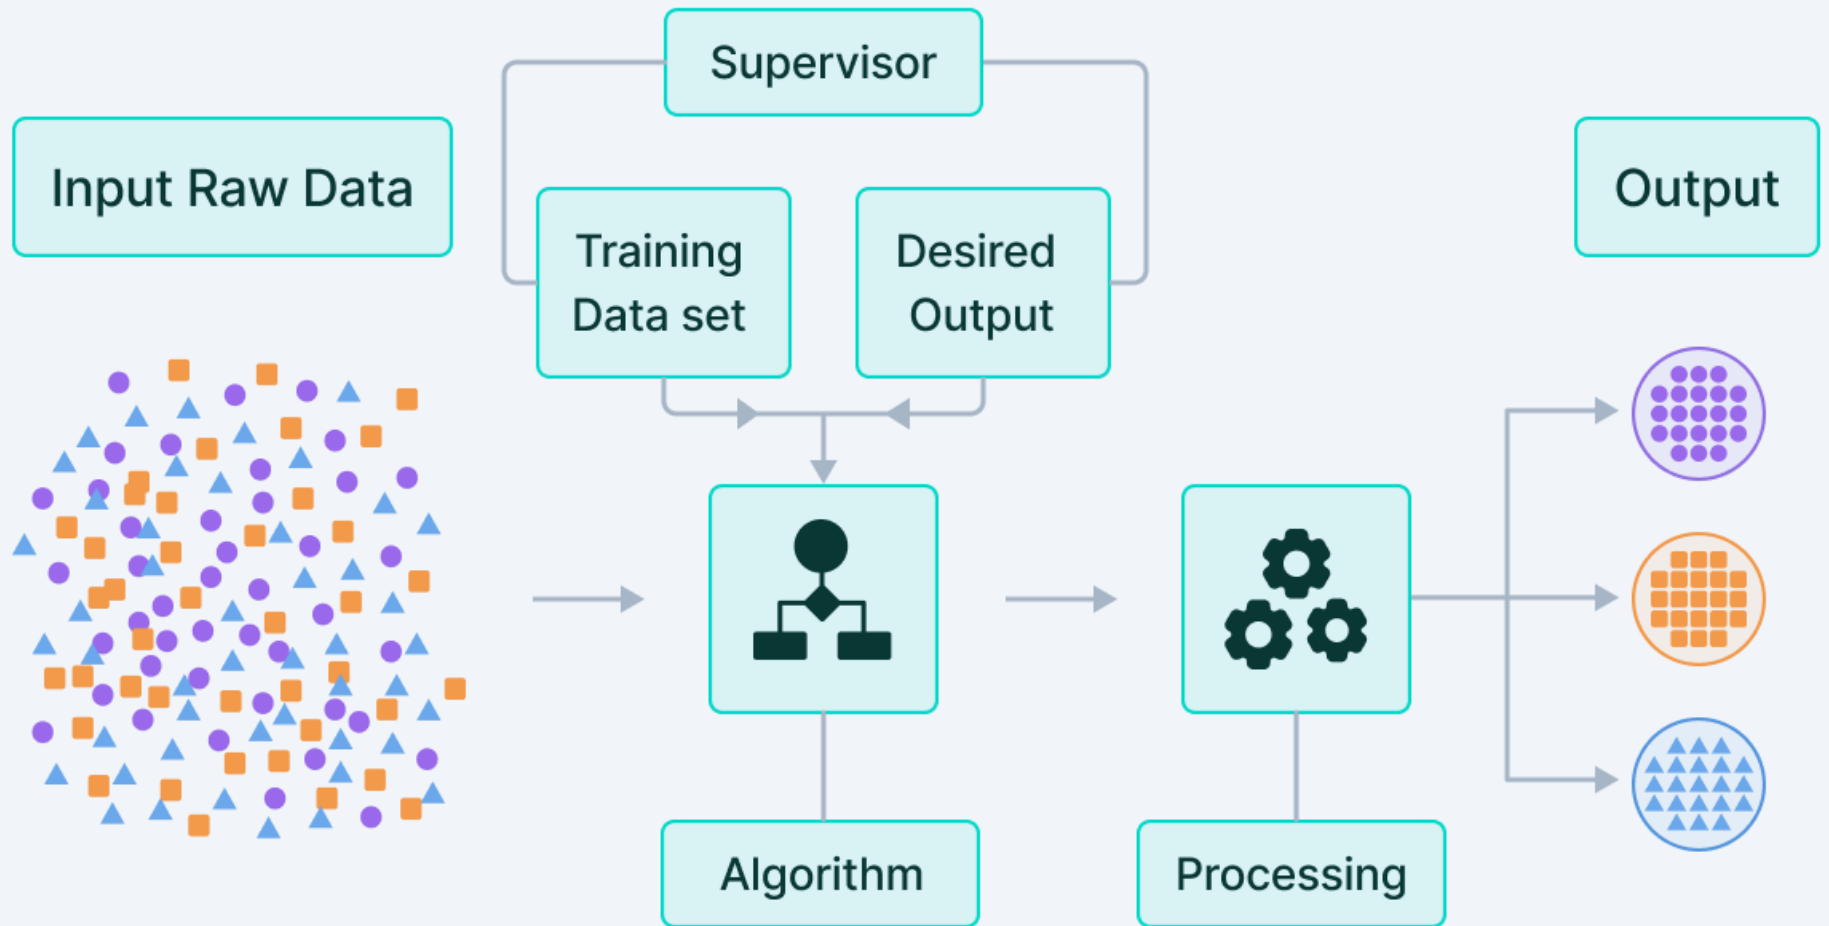 Supervisor
Input Raw Data
Training
Data set
Desired
Output
Output
Algorithm
Processing